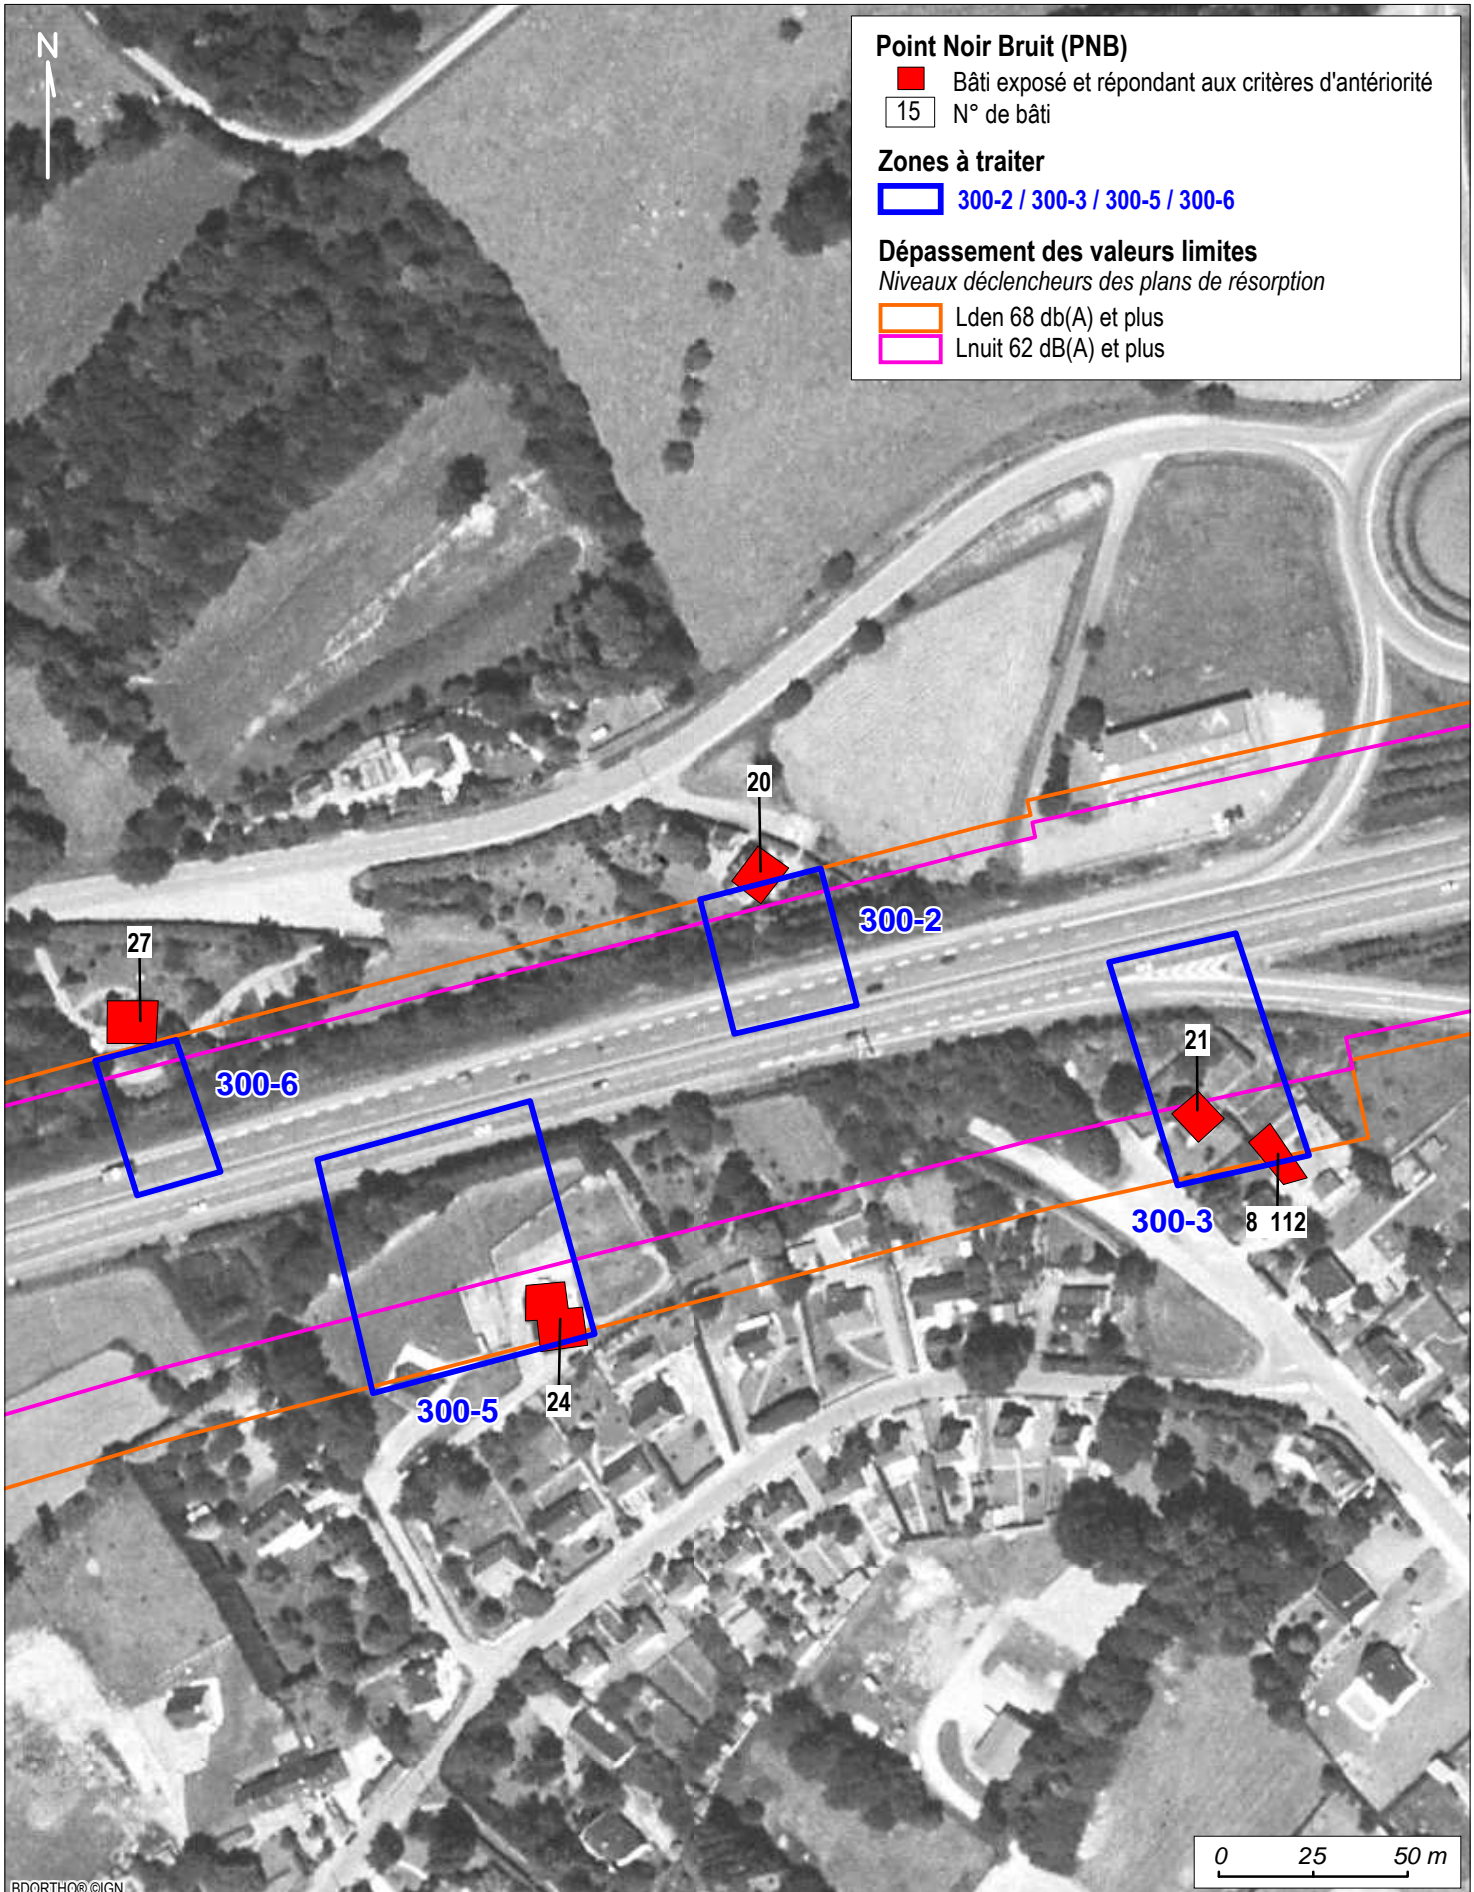 N
Point Noir Bruit (PNB)
Bâti exposé et répondant aux critères d'antériorité
15 N° de bâti
Zones à traiter
300-2 / 300-3 / 300-5 / 300-6
Dépassement des valeurs limites
Niveaux déclencheurs des plans de résorption
Lden 68 db(A) et plus
Lnuit 62 dB(A) et plus
20
300-2
27
21
300-6
300-3
8 112
24
300-5
0 25 50 m
BDORTHO® ©IGN